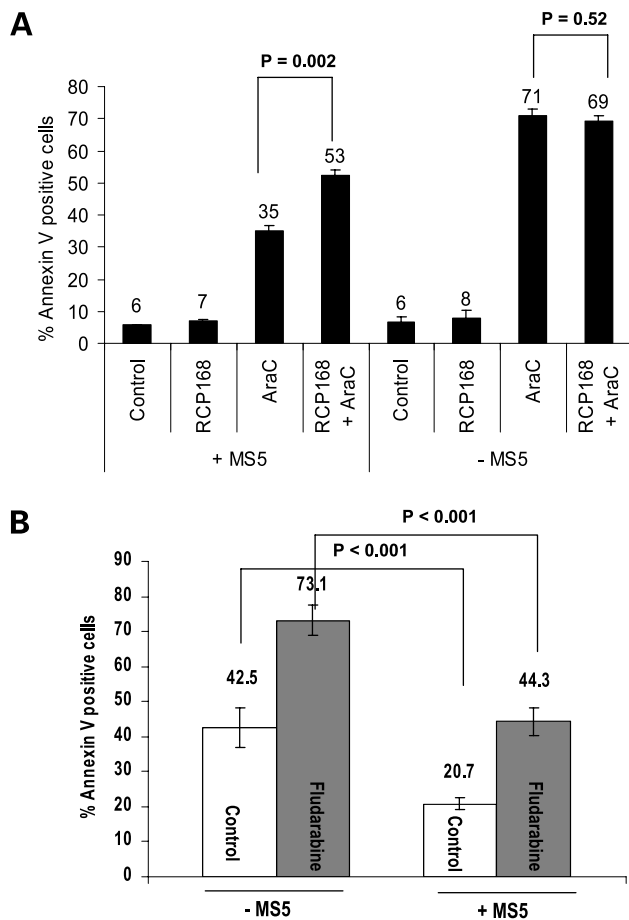 A
P = 0.52
P = 0.002
% Annexin V positive cells
80
70
60
50
40
30
20
10
0
6
7
35
53
6
8
71
69
Control
RCP168
AraC
RCP168
+ AraC
Control
RCP168
AraC
RCP168
+ AraC
+ MS5
- MS5
B
P < 0.001
P < 0.001
% Annexin V positive cells
90
80
70
60
50
40
30
20
10
0
42.5
73.1
20.7
44.3
Control
Fludarabine
Control
Fludarabine
- MS5
+ MS5